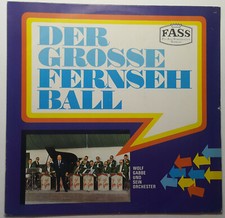 DER
GROSSE
FERNSEH
BALL
FASS
WOLF
GABBE
UND
SEIN
ORCHESTER